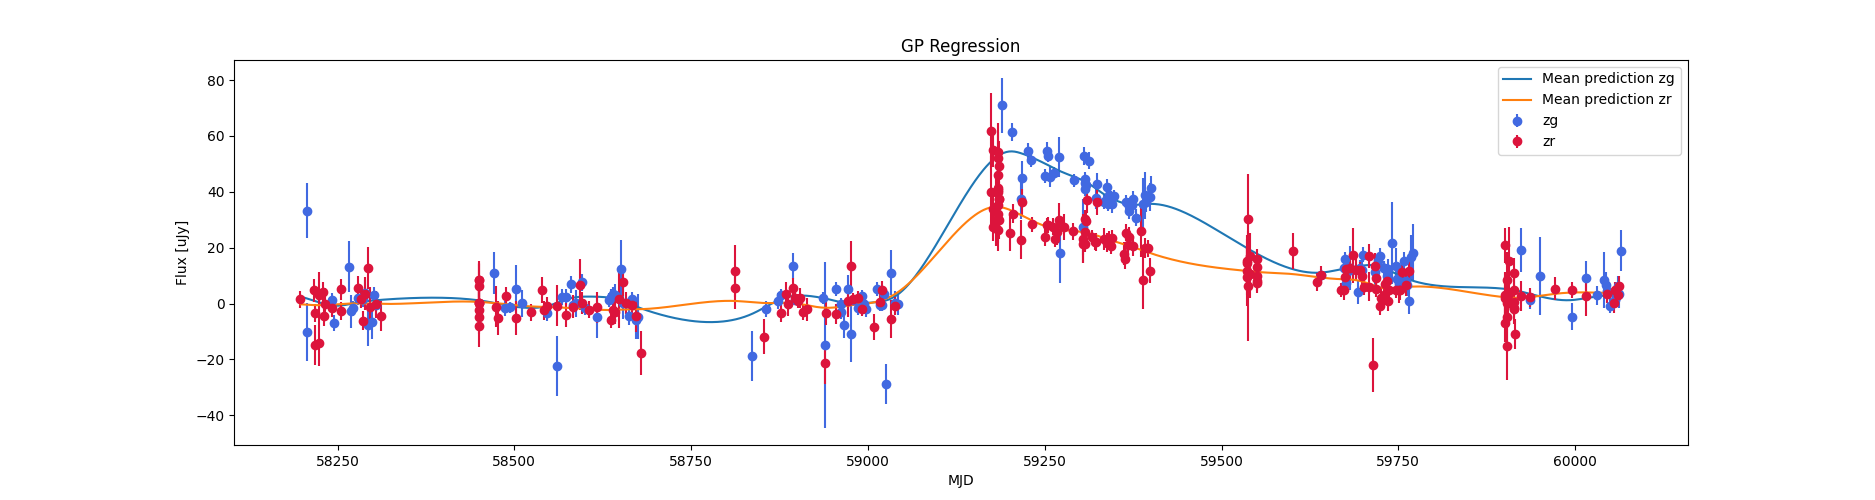 GP Regression
Flux [uJy]
80
60
40
20
0
−20
−40
Mean prediction zg
Mean prediction zr
zg
zr
58250 58500 58750 59000 59250 59500 59750 60000
MJD